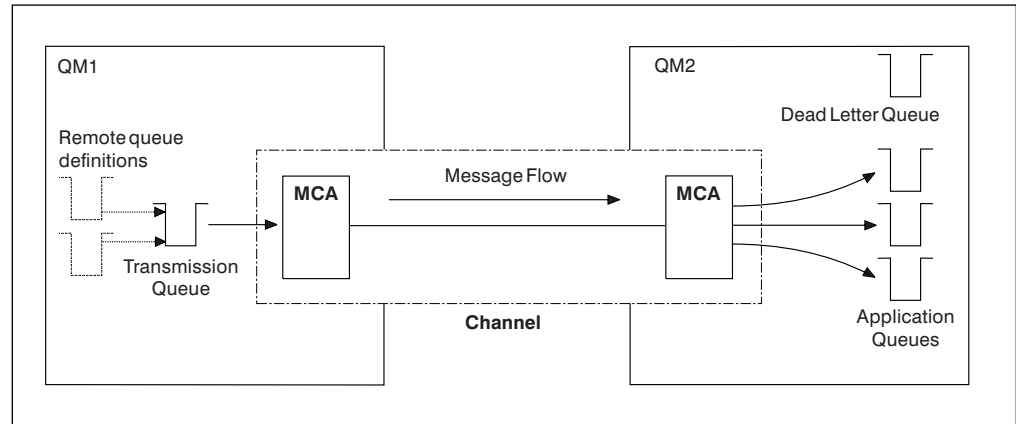 QM1
QM2
Dead Letter Queue
Remote queue
definitions
MCA
Message Flow
MCA
Transmission
Queue
Channel
Application
Queues